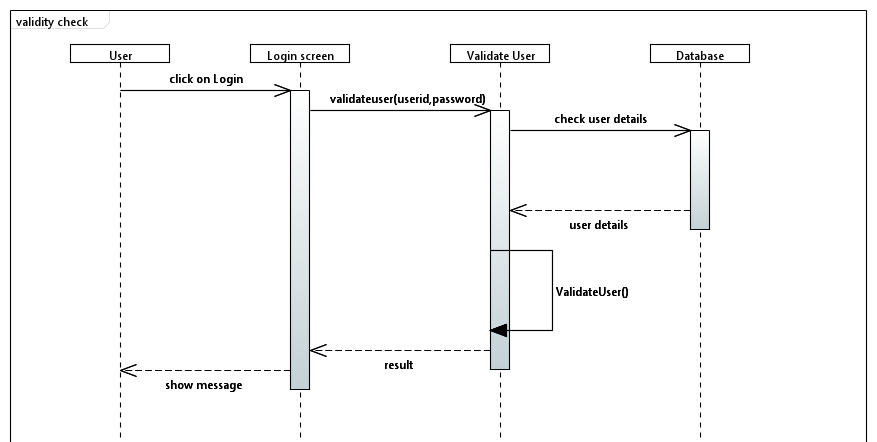 validity check
User
Login screen
Validate User
Database
click on Login
validateuser(userid,password)
check user details
user details
ValidateUser()
result
show message